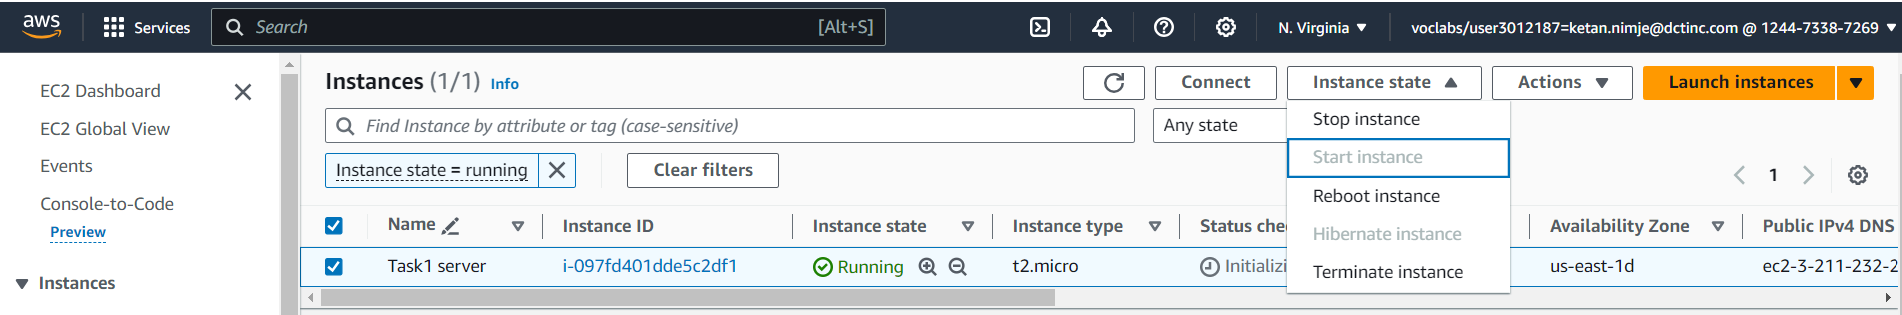 aws Services Search [Alt+S] N. Virginia voclabs/user3012187=ketan.nimje@dctinc.com @ 1244-7338-7269
EC2 Dashboard
EC2 Global View
Events
Console-to-Code
Preview
Instances
Instances (1/1) Info Connect Instance state Actions Launch instances
Find Instance by attribute or tag (case-sensitive) Any state
Instance state = running Clear filters
Stop instance
Start instance
Reboot instance
Hibernate instance
Terminate instance
1
Name Instance ID Instance state Instance type Status che Availability Zone Public IPv4 DNS
Task1 server i-097fd401dde5c2df1 Running t2.micro Initializi us-east-1d ec2-3-211-232-2